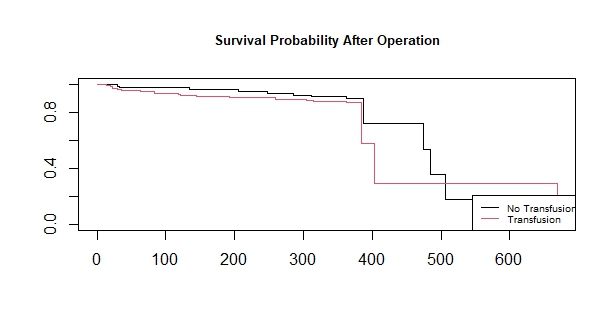 Survival Probability After Operation
0.8
0.4
0.0
No Transfusion
Transfusion
0 100 200 300 400 500 600